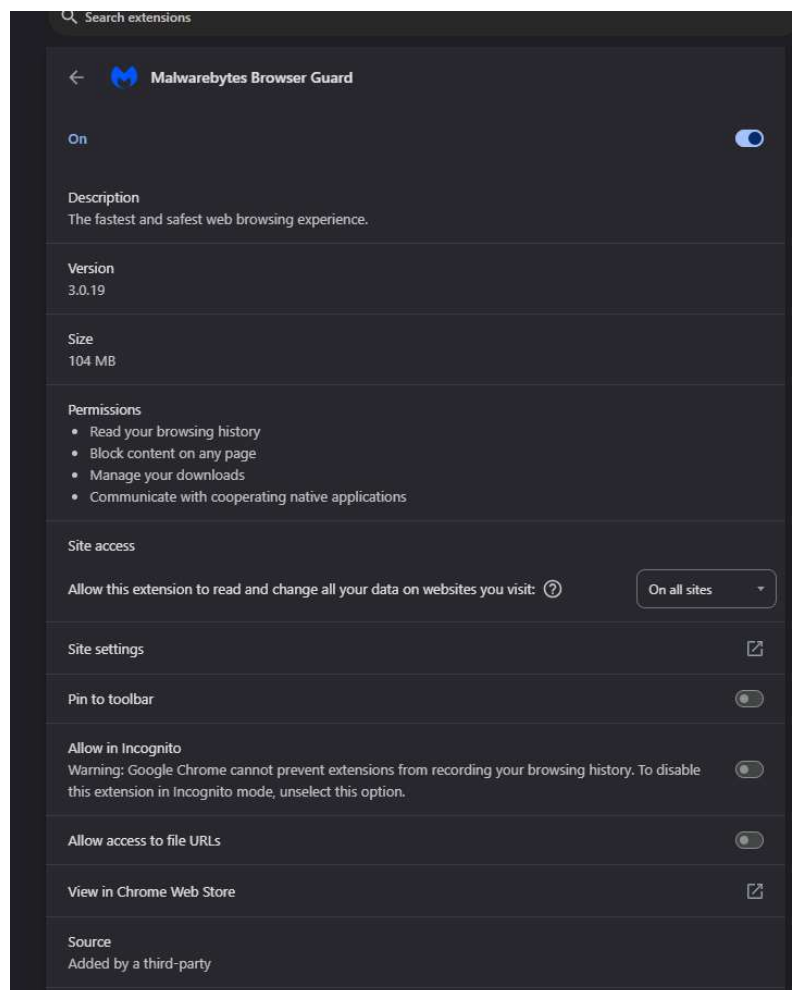 Search extensions
Malwarebytes Browser Guard
On
Description
The fastest and safest web browsing experience.
Version
3.0.19
Size
104 MB
Permissions
• Read your browsing history
• Block content on any page
• Manage your downloads
• Communicate with cooperating native applications
Site access
Allow this extension to read and change all your data on websites you visit: ? On all sites
Site settings
Pin to toolbar
Allow in Incognito
Warning: Google Chrome cannot prevent extensions from recording your browsing history. To disable
this extension in Incognito mode, unselect this option.
Allow access to file URLs
View in Chrome Web Store
Source
Added by a third-party